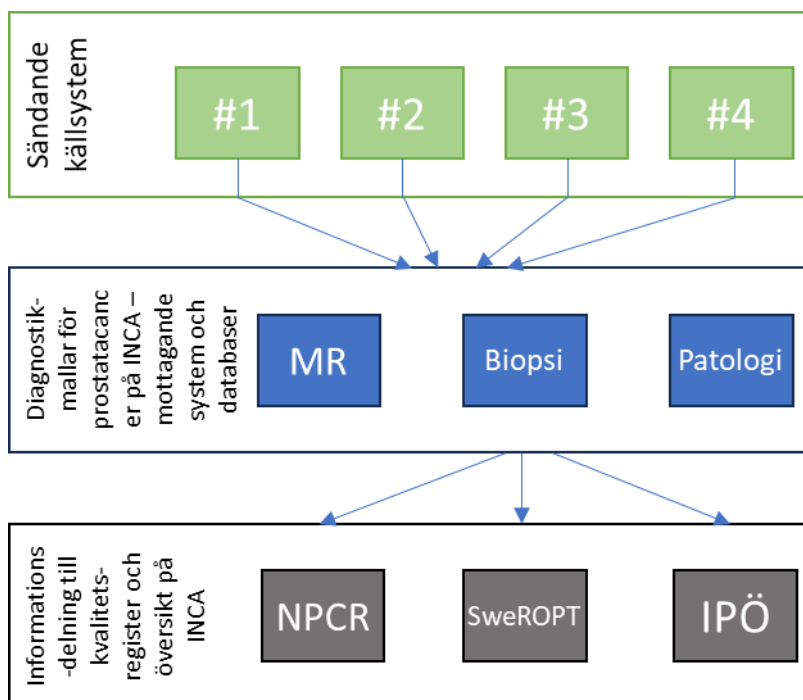 Sändande
källsystem
#1
#2
#3
#4
Diagnostik-
mallar för
prostatacanc
er på INCA –
mottagande
system och
databaser
MR
Biopsi
Patologi
Informations
-delning till
kvalitets-
register och
översikt på
INCA
NPCR
SweROPT
IPÖ